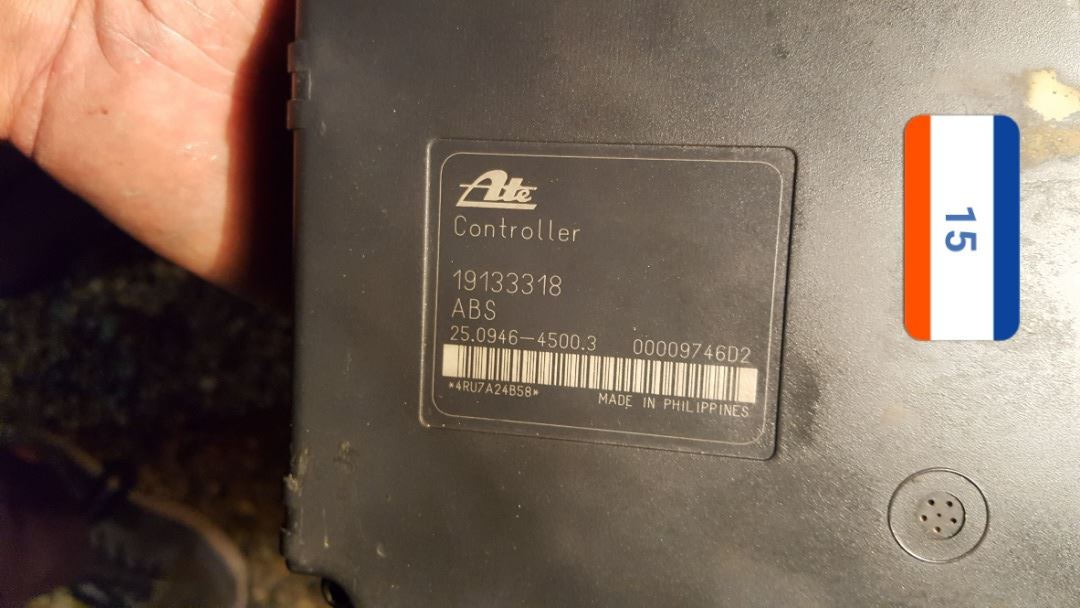 Ate
Controller
19133318
ABS
25.0946-4500.3 00009746D2
*4RU7A24B58*
MADE IN PHILIPPINES
15